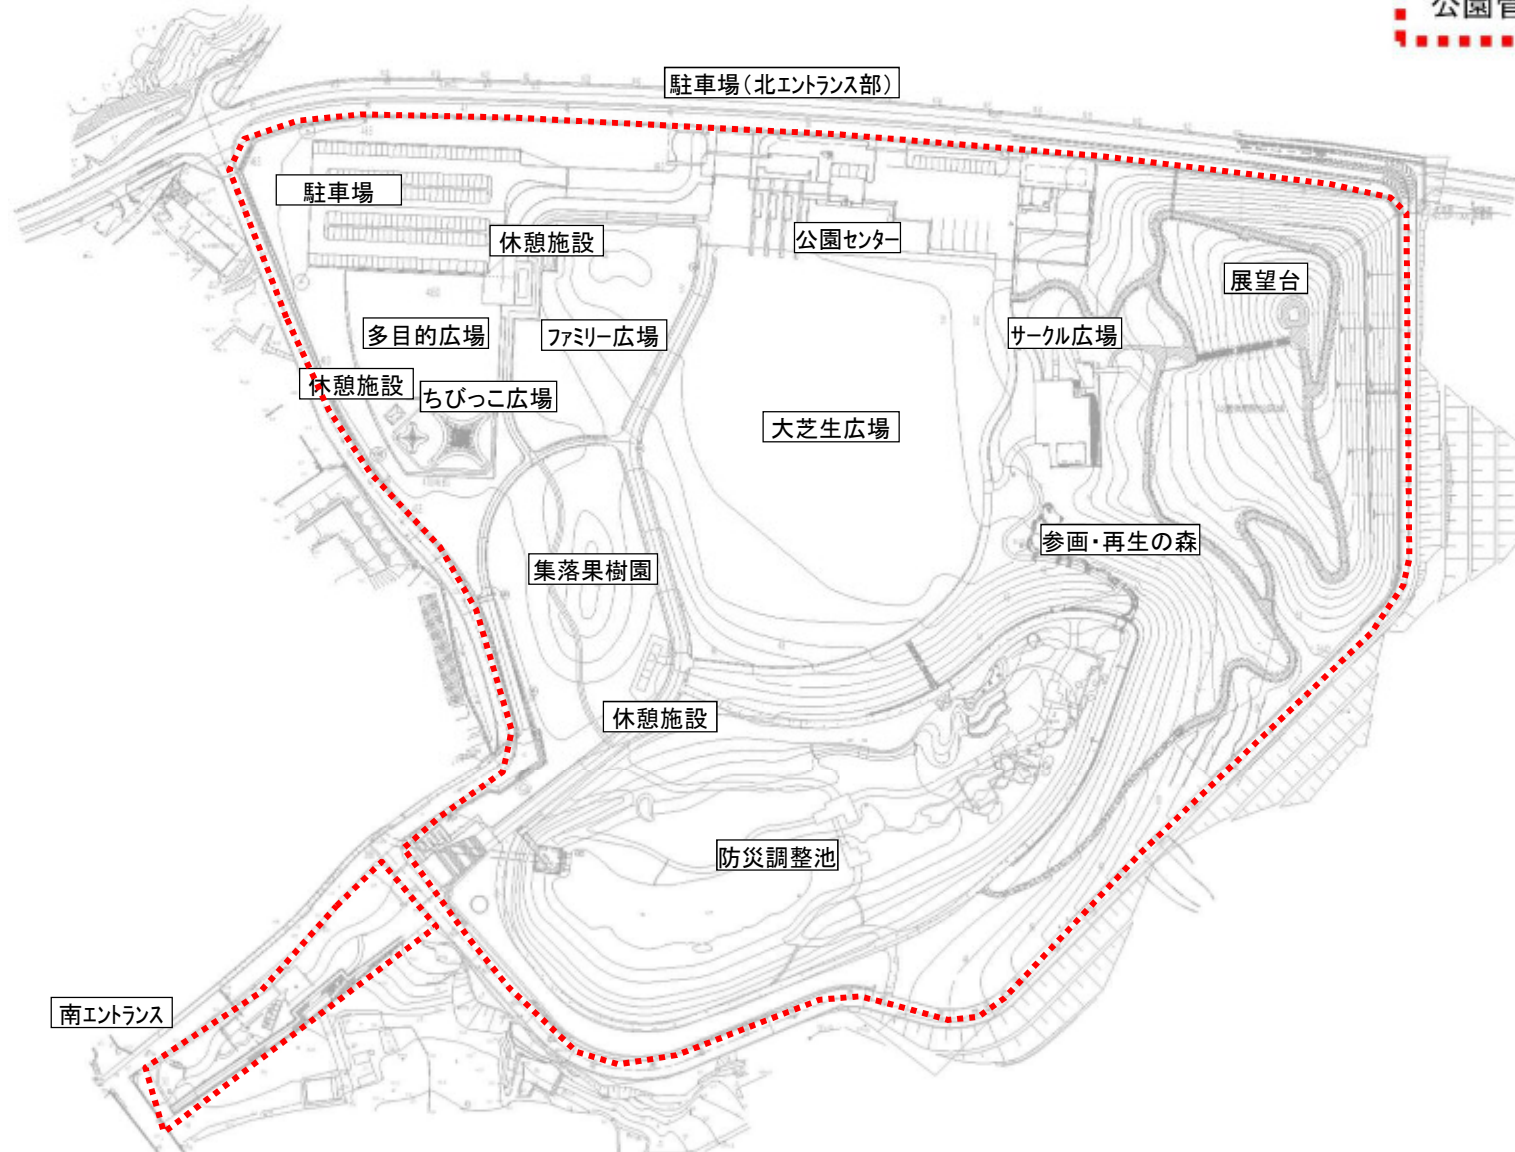 公園管
駐車場(北エントランス部)
駐車場
休憩施設
公園センター
展望台
多目的広場
ファミリー広場
サークル広場
休憩施設
ちびっこ広場
大芝生広場
参画・再生の森
集落果樹園
休憩施設
防災調整池
南エントランス